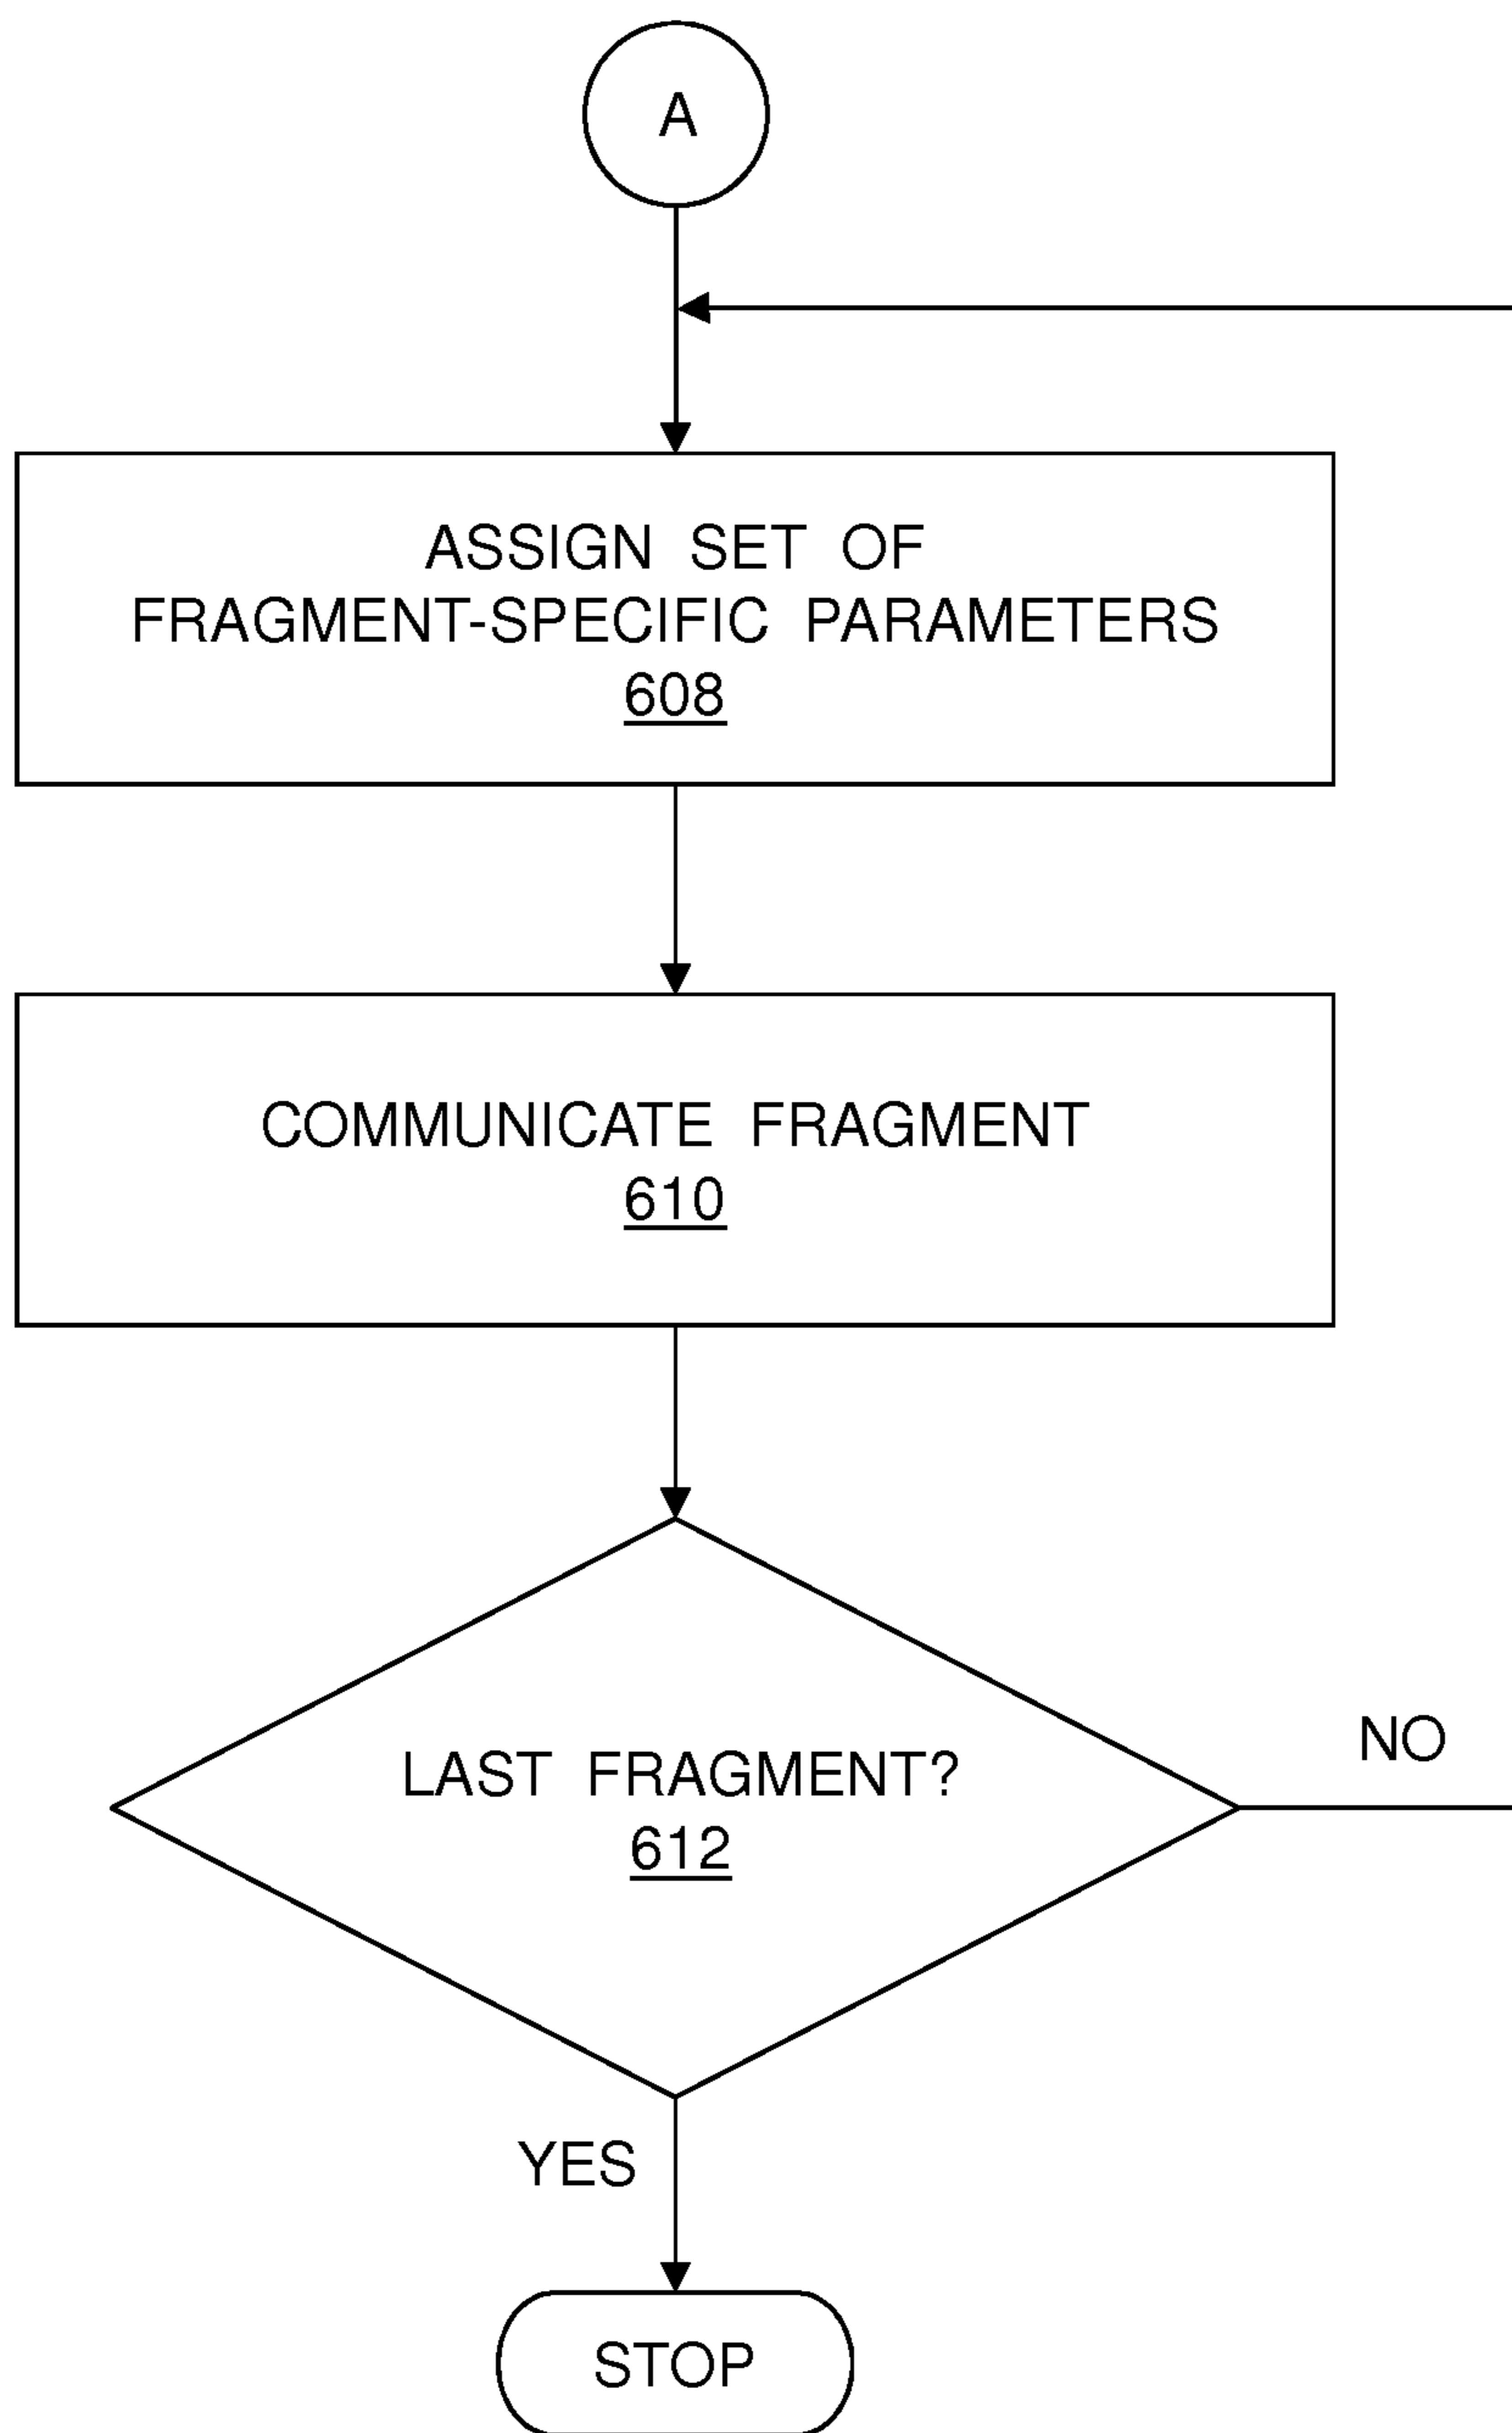 A
ASSIGN SET OF
FRAGMENT-SPECIFIC PARAMETERS
608
COMMUNICATE FRAGMENT
610
LAST FRAGMENT?
612
NO
YES
STOP